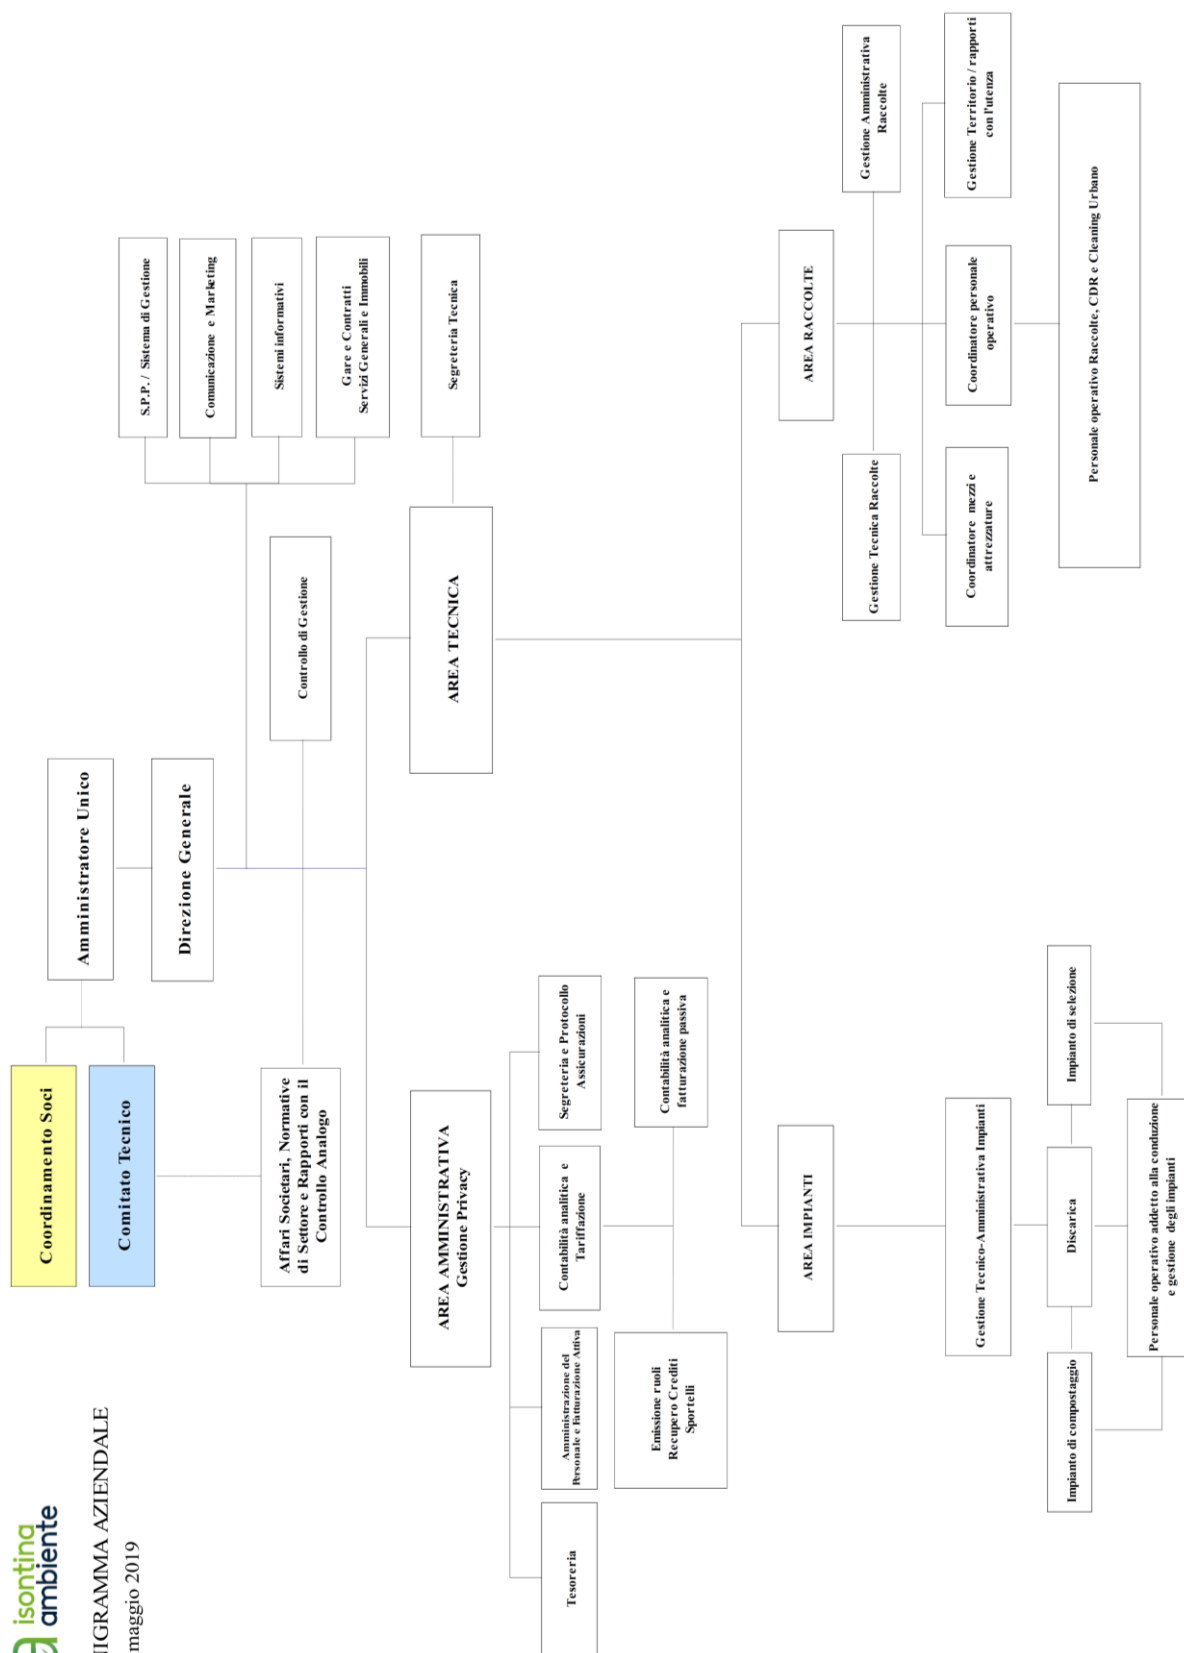 isontina
ambiente
NIGRAMMA AZIENDALE
maggio 2019
Coordinamento Soci
Comitato Tecnico
Amministratore Unico
Direzione Generale
S.P.P. / Sistema di Gestione
Comunicazione e Marketing
Sistemi informativi
Gare e Contratti
Servizi Generali e Immobili
Affari Societari, Normative
di Settore e Rapporti con il
Controllo Analogo
Controllo di Gestione
AREA AMMINISTRATIVA
Gestione Privacy
AREA TECNICA
Segreteria Tecnica
Tesoreria
Amministrazione del
Personale e Fatturazione Attiva
Contabilità analitica e
Tariffazione
Segreteria e Protocollo
Assicurazioni
Emissione ruoli
Recupero Crediti
Sportelli
Contabilità analitica e
fatturazione passiva
AREA IMPIANTI
AREA RACCOLTE
Gestione Tecnica Raccolte
Gestione Amministrativa
Raccolte
Gestione Tecnico-Amministrativa Impianti
Coordinatore mezzi e
attrezzature
Coordinatore personale
operativo
Gestione Territorio / rapporti
con l'utenza
Impianto di compostaggio
Discarica
Impianto di selezione
Personale operativo Raccolte, CDR e Cleaning Urbano
Personale operativo addetto alla conduzione
e gestione degli impianti